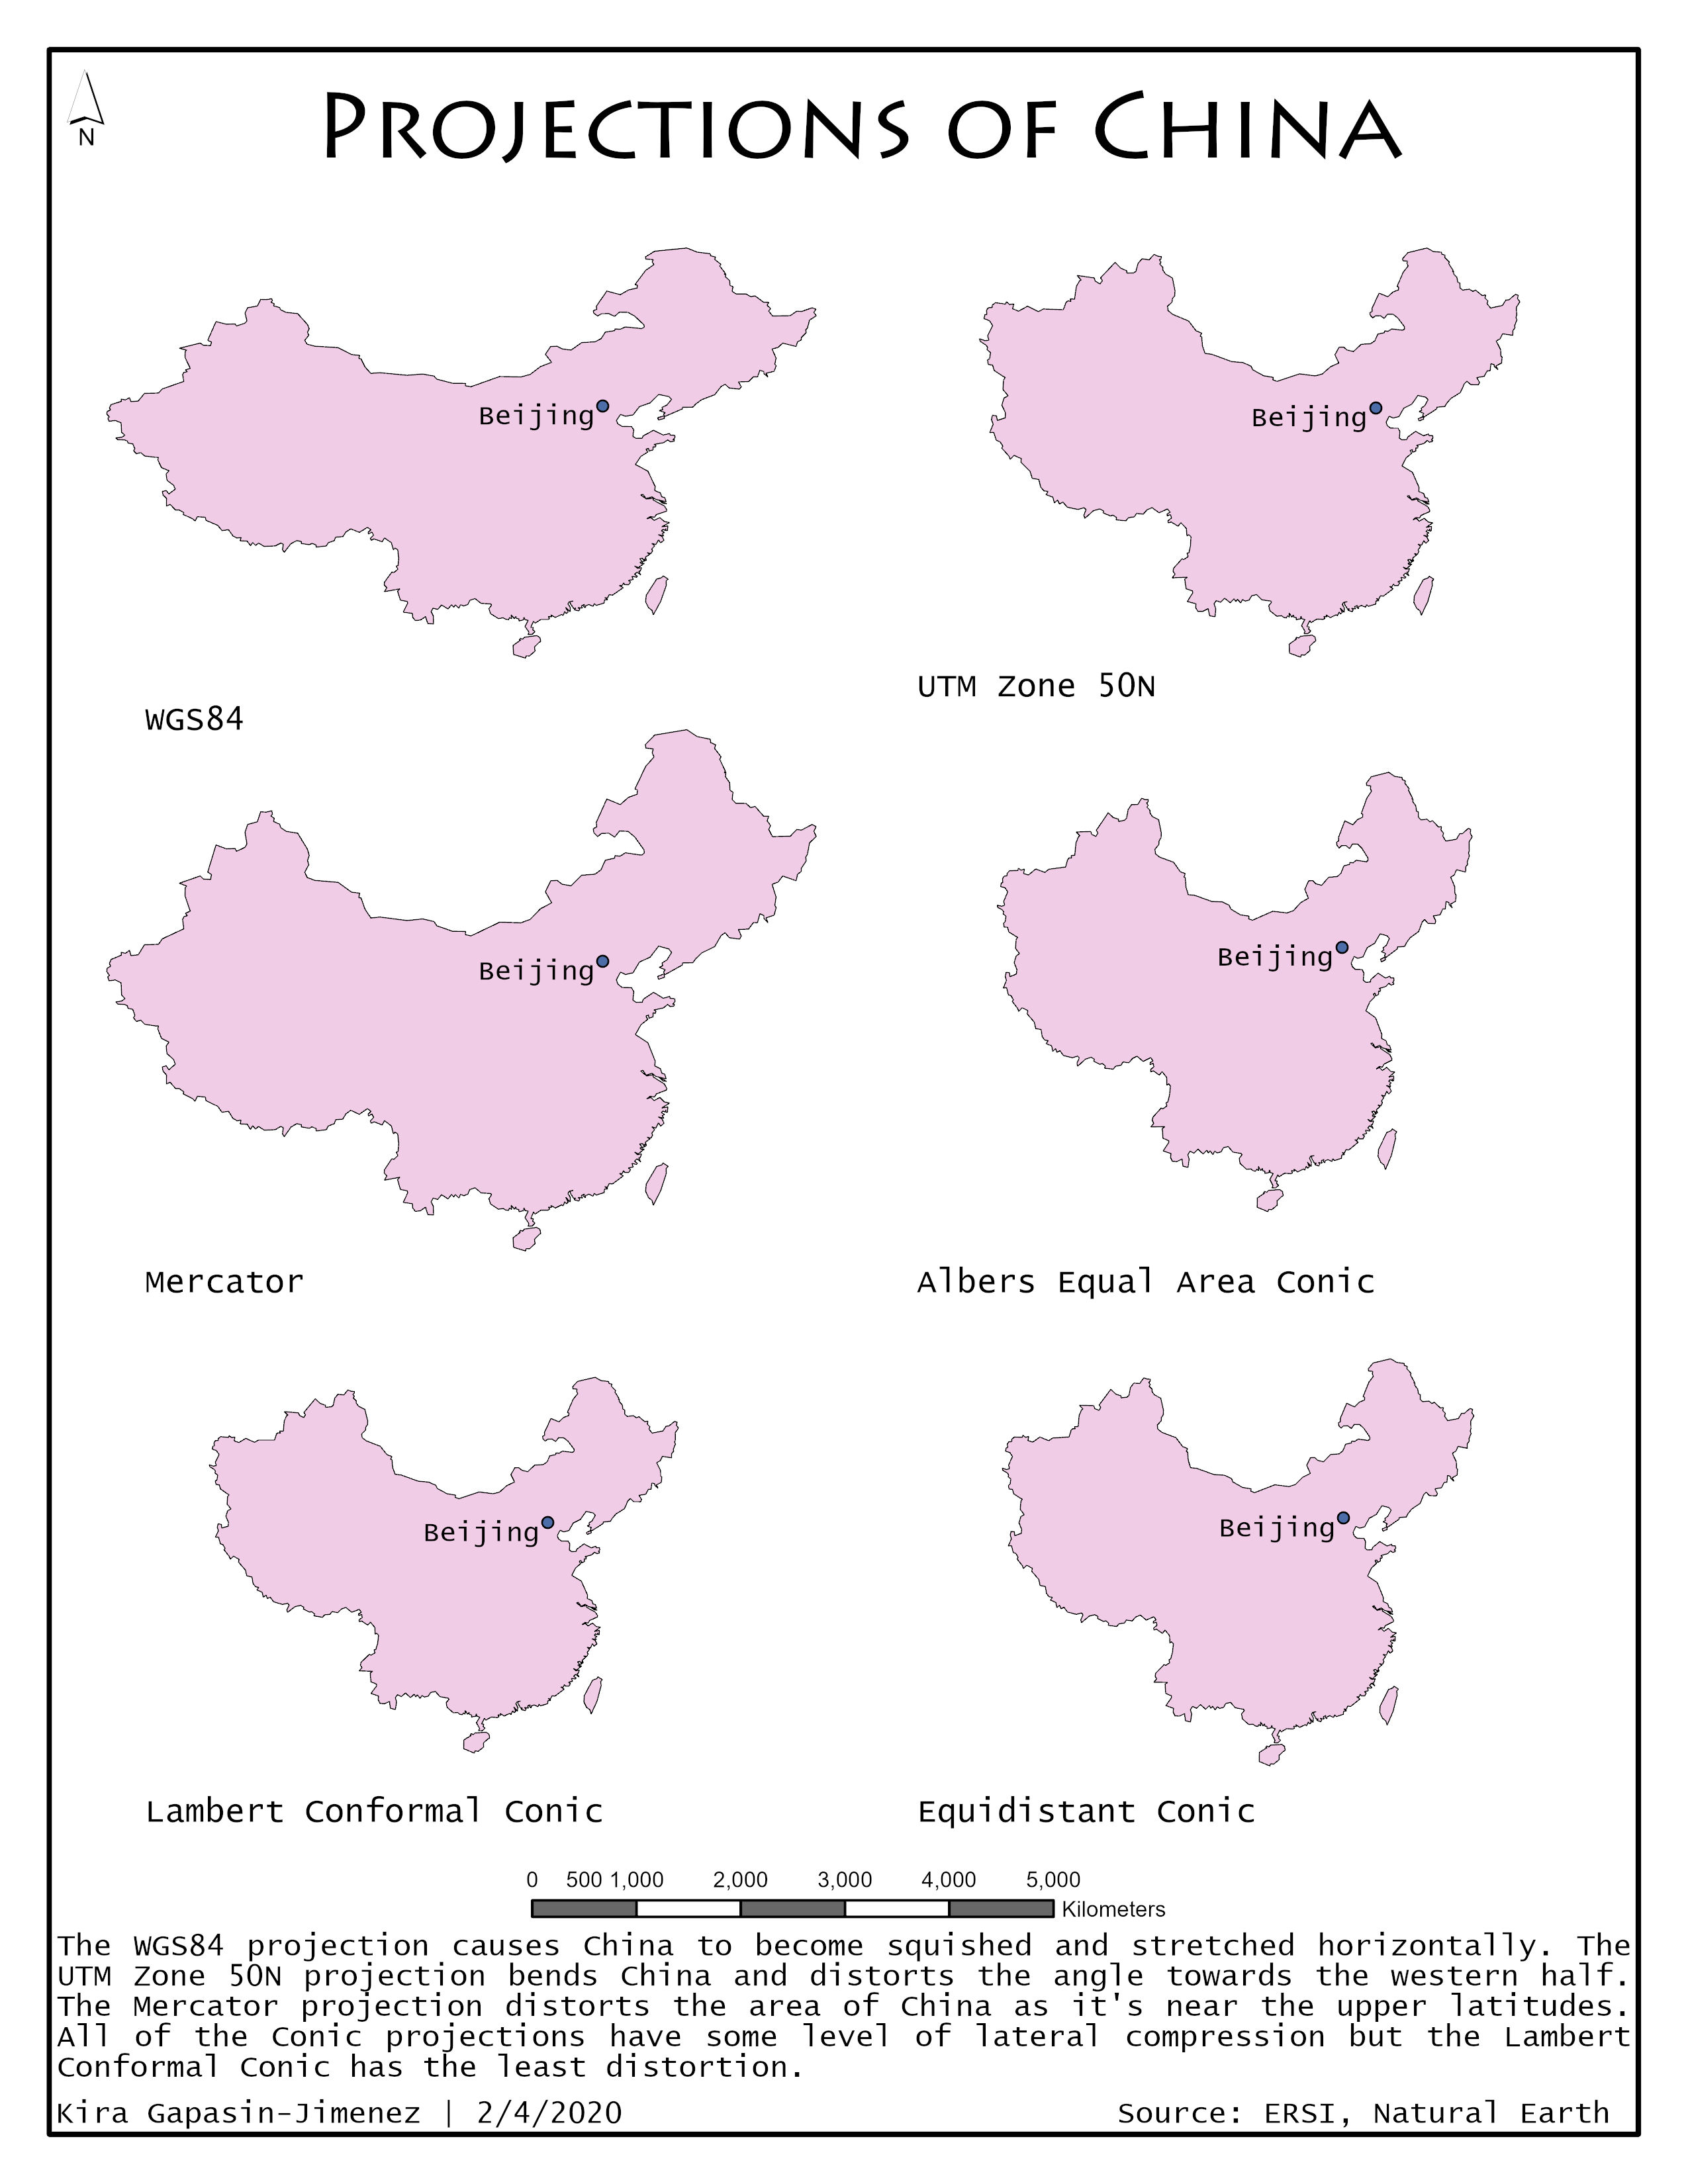 Projections of China
N
Beijing
Beijing
UTM Zone 50N
WGS84
Beijing
Beijing
Mercator
Albers Equal Area Conic
Beijing
Beijing
Lambert Conformal Conic
Equidistant Conic
0 500 1,000 2,000 3,000 4,000 5,000
Kilometers
The WGS84 projection causes China to become squished and stretched horizontally. The
UTM Zone 50N projection bends China and distorts the angle towards the western half.
The Mercator projection distorts the area of China as it's near the upper latitudes.
All of the Conic projections have some level of lateral compression but the Lambert
Conformal Conic has the least distortion.
Kira Gapasin-Jimenez | 2/4/2020
Source: ERSI, Natural Earth